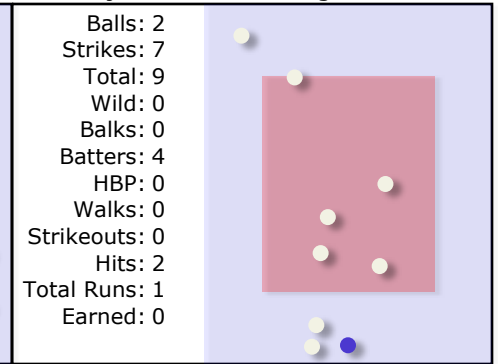 Balls: 2
Strikes: 7
Total: 9
Wild: 0
Balks: 0
Batters: 4
HBP: 0
Walks: 0
Strikeouts: 0
Hits: 2
Total Runs: 1
Earned: 0